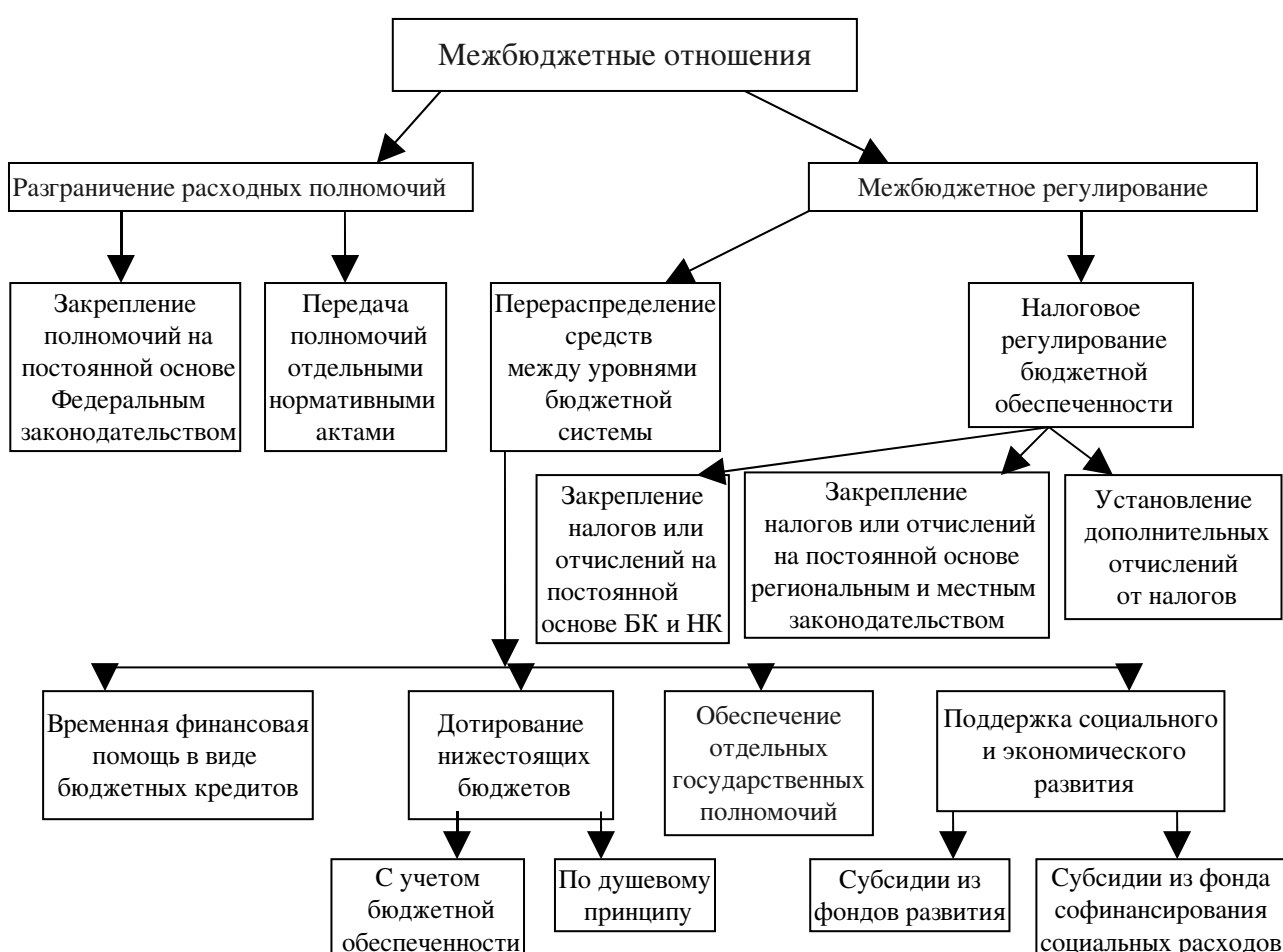 Межбюджетные отношения
Разграничение расходных полномочий
Межбюджетное регулирование
Закрепление
полномочий на
постоянной основе
Федеральным
законодательством
Передача
полномочий
отдельными
нормативными
актами
Перераспределение
средств
между уровнями
бюджетной
системы
Налоговое
регулирование
бюджетной
обеспеченности
Закрепление
налогов или
отчислений на
постоянной
основе БК и НК
Закрепление
налогов или отчислений
на постоянной основе
региональным и местным
законодательством
Установление
дополнительных
отчислений
от налогов
Временная финансовая
помощь в виде
бюджетных кредитов
Дотирование
нижестоящих
бюджетов
Обеспечение
отдельных
государственных
полномочий
Поддержка социального
и экономического
развития
С учетом
бюджетной
обеспеченности
По душевому
принципу
Субсидии из
фондов развития
Субсидии из фонда
софинансирования
социальных расходов